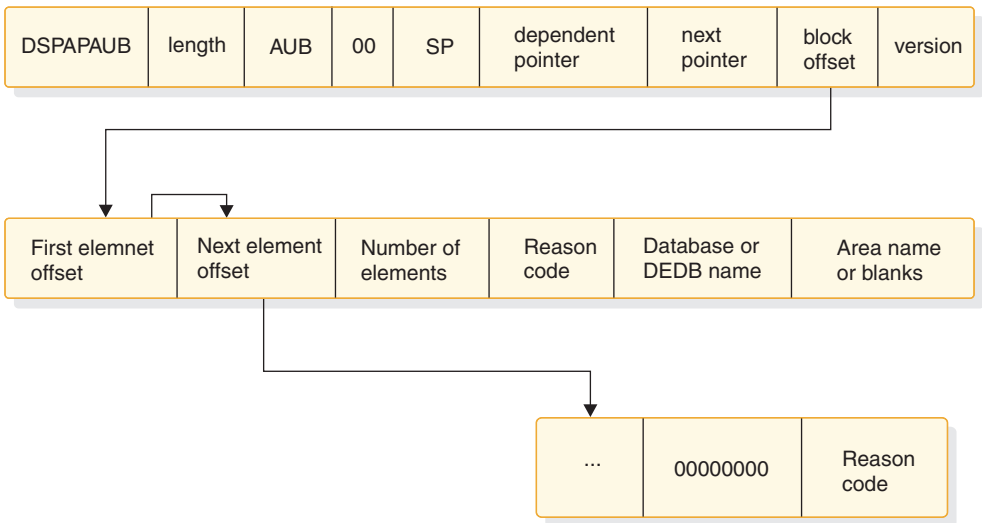 DSPAPAUB
length
AUB
00
SP
dependent
pointer
next
pointer
block
offset
version
First elemnet
offset
Next element
offset
Number of
elements
Reason
code
Database or
DEDB name
Area name
or blanks
...
00000000
Reason
code